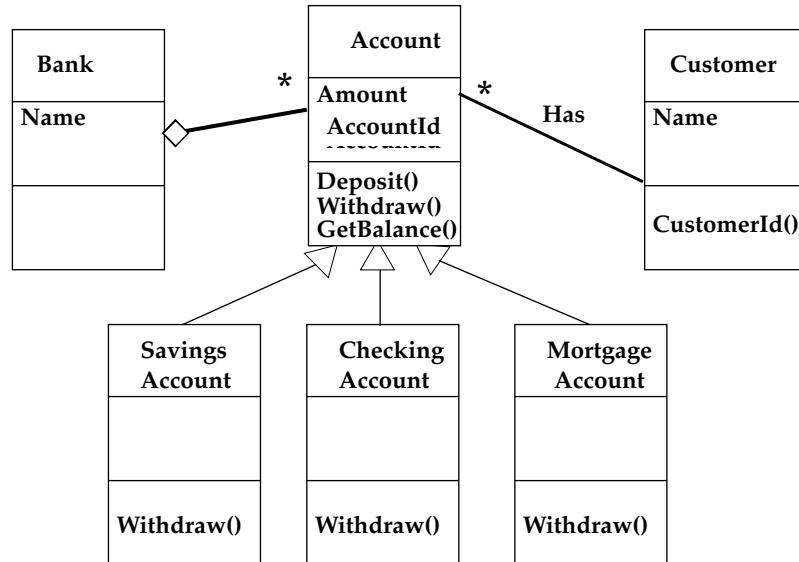 Bank
Name
*
Account
Amount
AccountId
Deposit()
Withdraw()
GetBalance()
*
Has
Customer
Name
CustomerId()
Savings
Account
Withdraw()
Checking
Account
Withdraw()
Mortgage
Account
Withdraw()